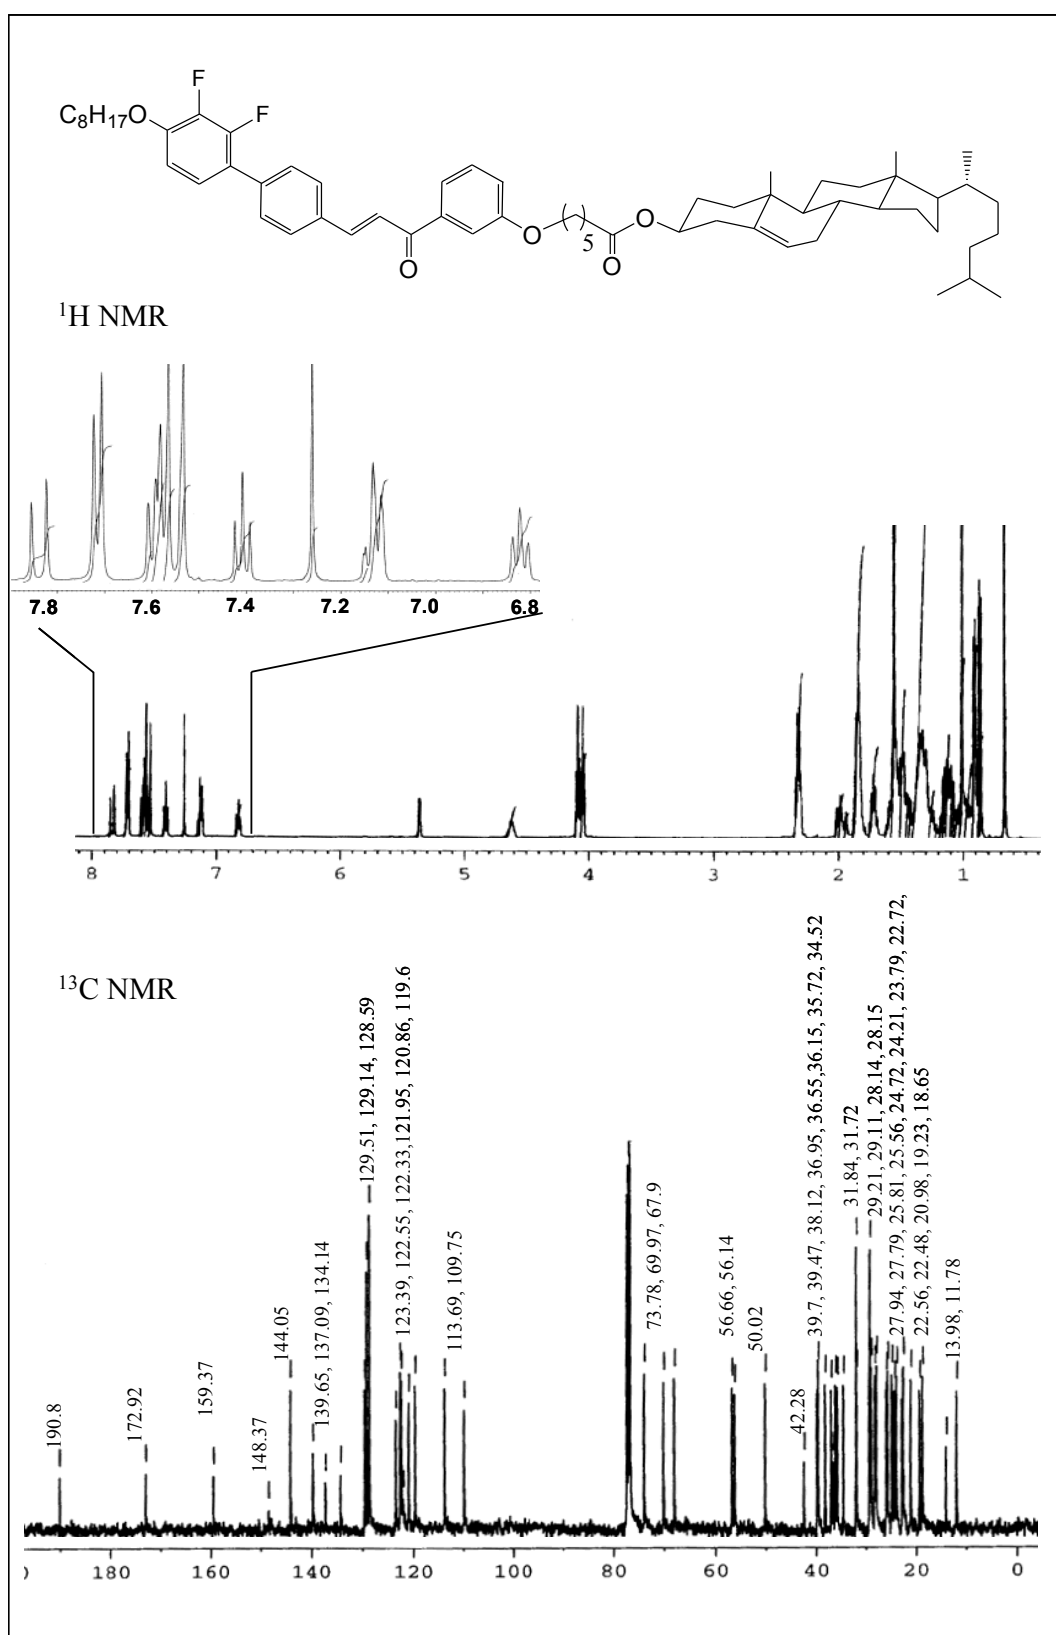 F
F
C8H17O
O
O
5
O
O
1H NMR
7.8 7.6 7.4 7.2 7.0 6.8
8 7 6 5 4 3 2 1
13C NMR
190.8
172.92
159.37
148.37
144.05
139.65, 137.09, 134.14
129.51, 129.14, 128.59
123.39, 122.55, 122.33,121.95, 120.86, 119.6
113.69, 109.75
73.78, 69.97, 67.9
56.66, 56.14
50.02
42.28
39.7, 39.47, 38.12, 36.95, 36.55,36.15, 35.72, 34.52
31.84, 31.72
29.21, 29.11, 28.14, 28.15
27.94, 27.79, 25.81, 25.56, 24.72, 24.21, 23.79, 22.72,
22.56, 22.48, 20.98, 19.23, 18.65
13.98, 11.78
180 160 140 120 100 80 60 40 20 0